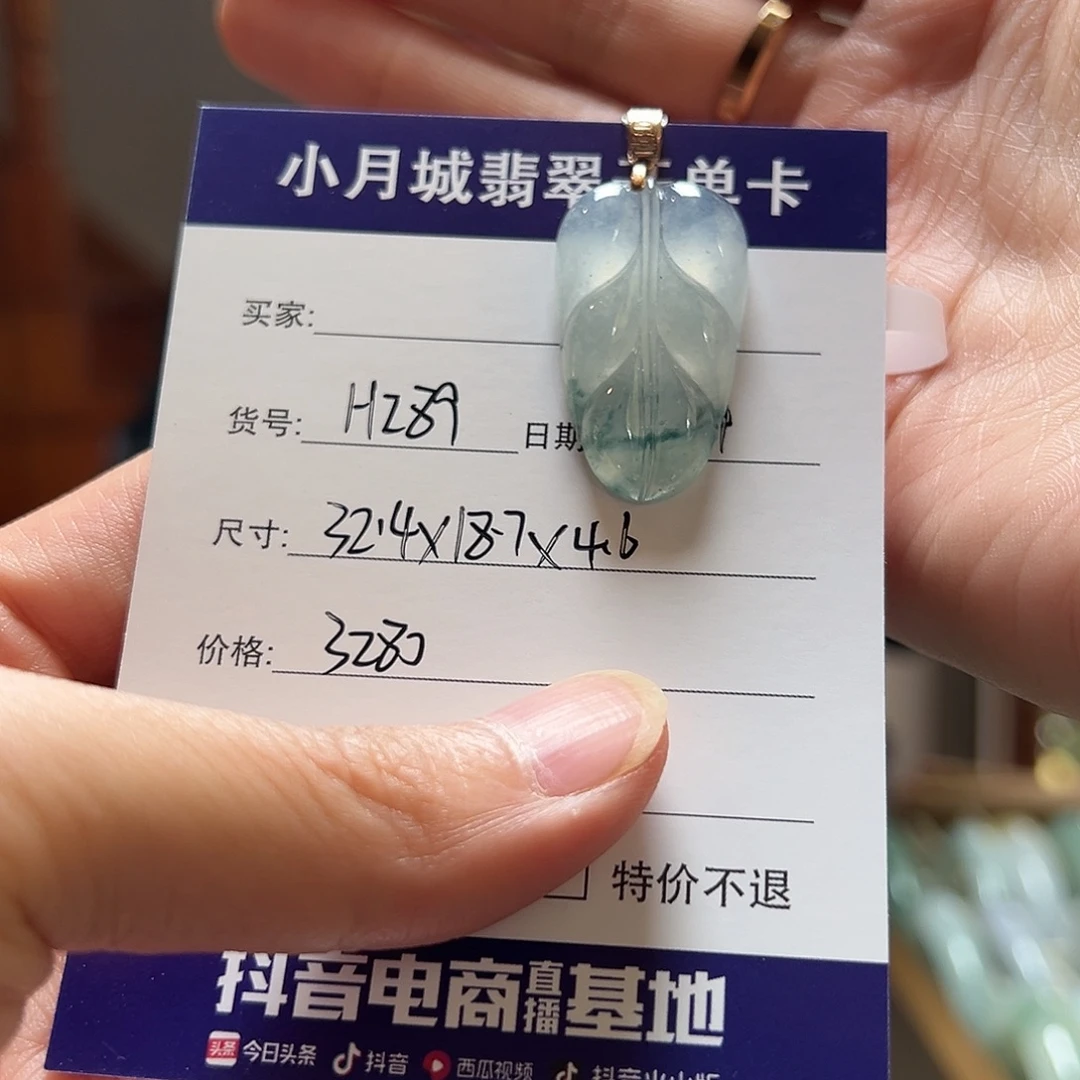 小月城翡翠 单卡
买家:
货号: H289 日期
尺寸: 32.4X18.7X4.6
价格: 3280
特价不退
抖音电商直播基地
今日头条 抖音 西瓜视频